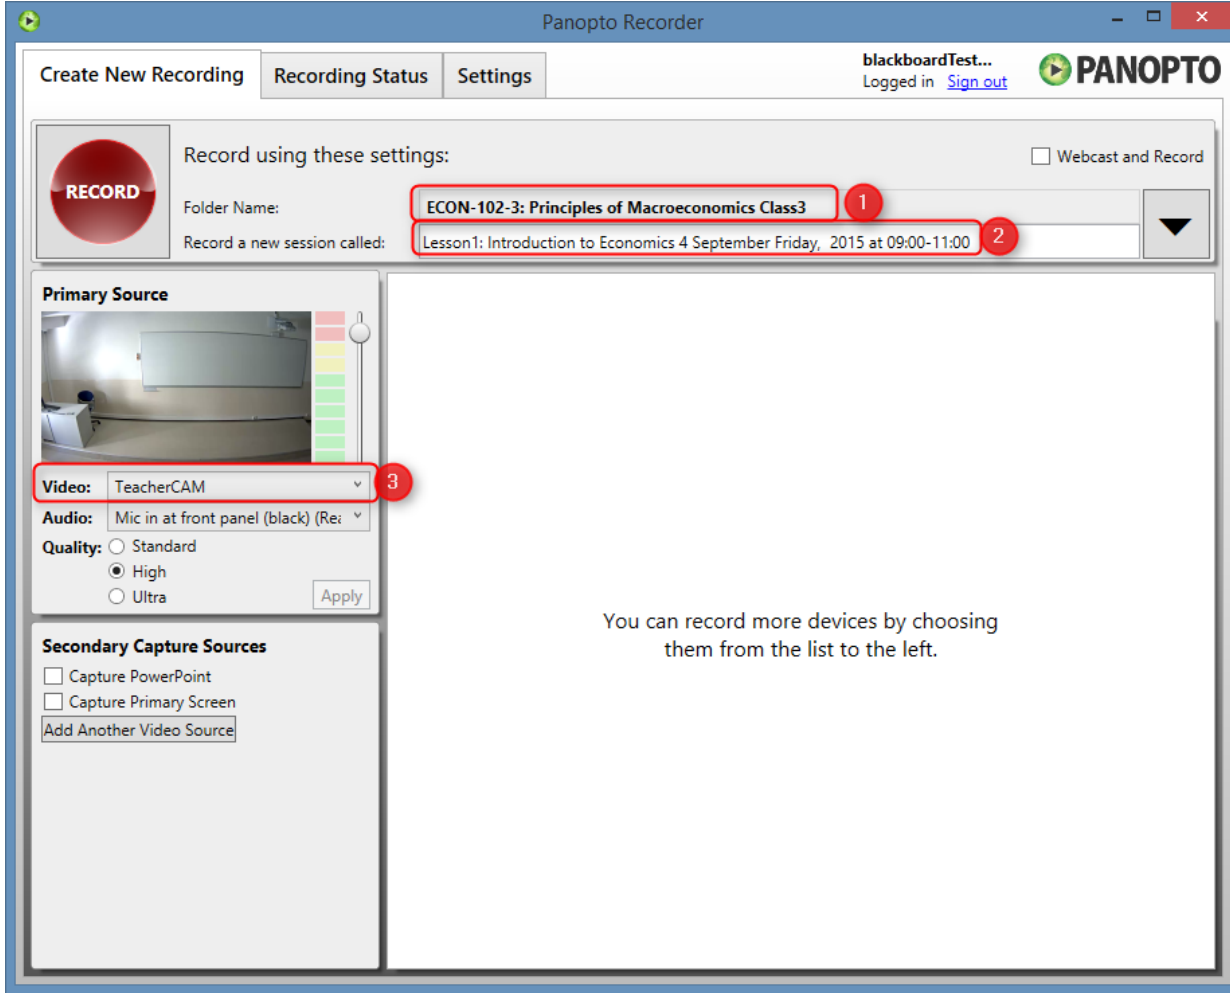 Panopto Recorder
Create New Recording
Recording Status
Settings
blackboardTest...
Logged in Sign out
PANOPTO
RECORD
Record using these settings:
Webcast and Record
Folder Name:
ECON-102-3: Principles of Macroeconomics Class3
1
Record a new session called:
Lesson1: Introduction to Economics 4 September Friday, 2015 at 09:00-11:00
2
Primary Source
Video: TeacherCAM
3
Audio: Mic in at front panel (black) (Rea
Quality: Standard
High
Ultra
Apply
You can record more devices by choosing
them from the list to the left.
Secondary Capture Sources
Capture PowerPoint
Capture Primary Screen
Add Another Video Source